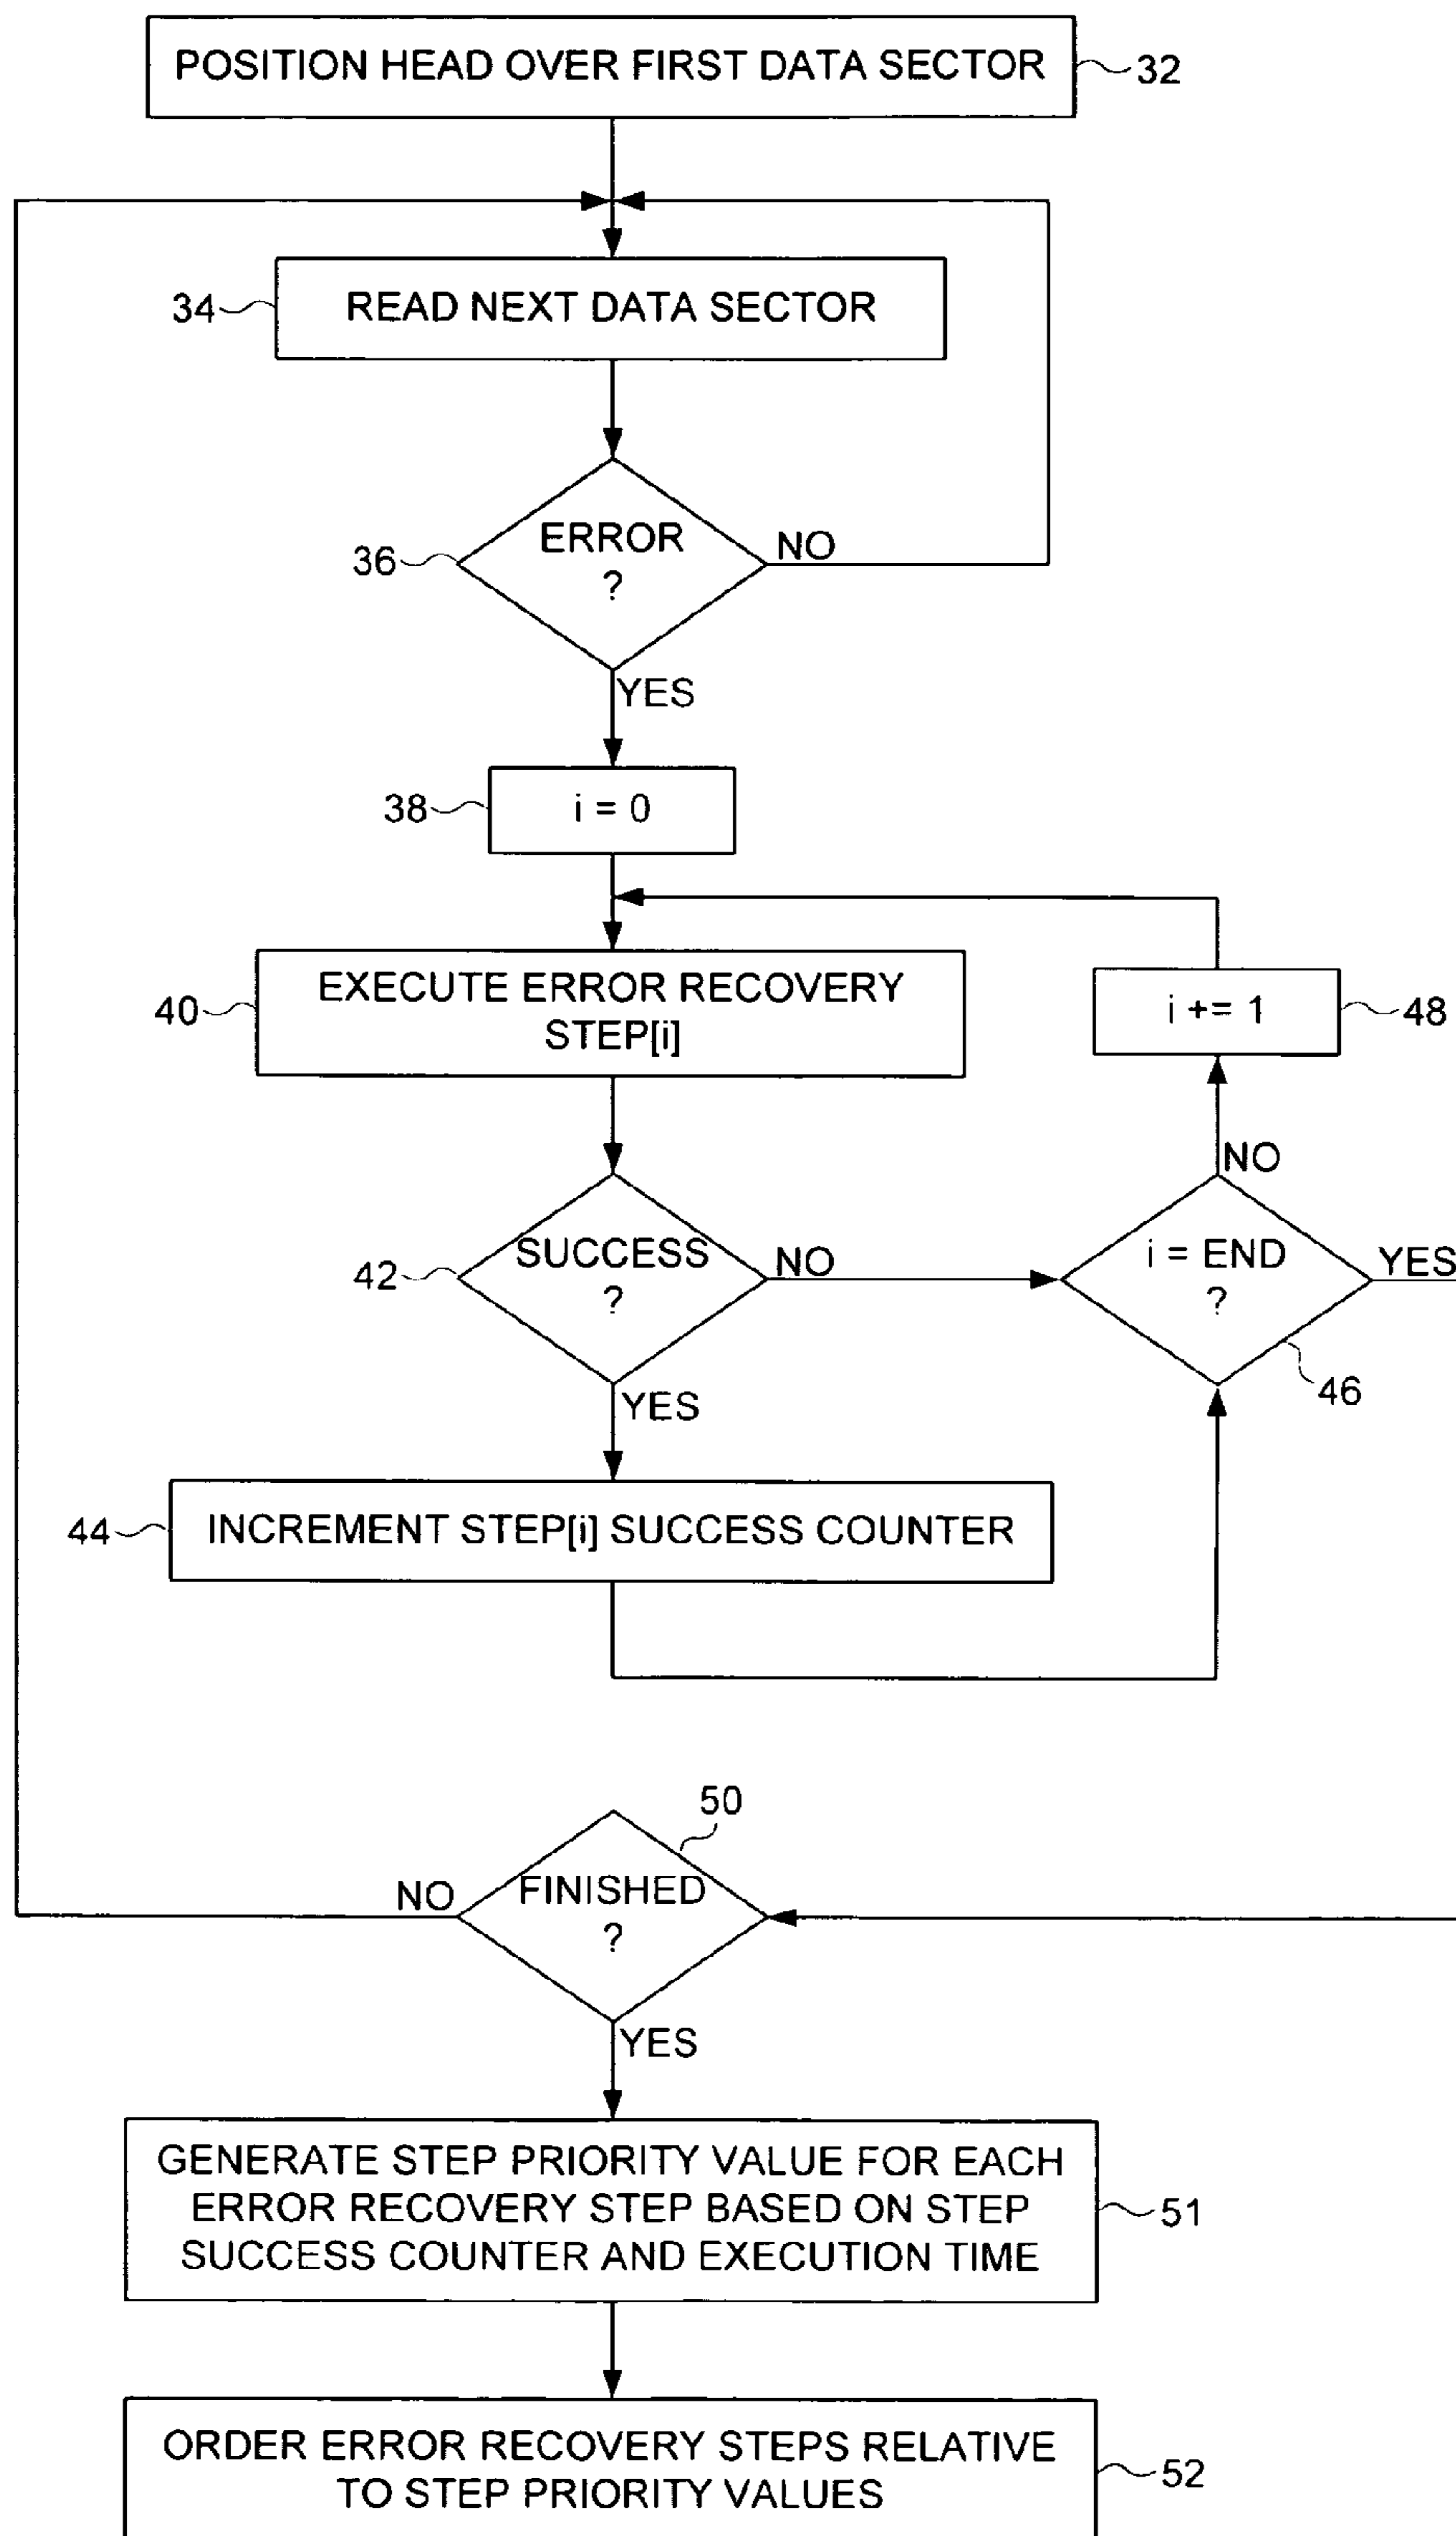 POSITION HEAD OVER FIRST DATA SECTOR
32
34
READ NEXT DATA SECTOR
36
ERROR
?
NO
YES
38
i = 0
40
EXECUTE ERROR RECOVERY
STEP[i]
i += 1
48
NO
42
SUCCESS
?
NO
i = END
?
YES
46
YES
44
INCREMENT STEP[i] SUCCESS COUNTER
50
NO
FINISHED
?
YES
GENERATE STEP PRIORITY VALUE FOR EACH
ERROR RECOVERY STEP BASED ON STEP
SUCCESS COUNTER AND EXECUTION TIME
51
ORDER ERROR RECOVERY STEPS RELATIVE
TO STEP PRIORITY VALUES
52